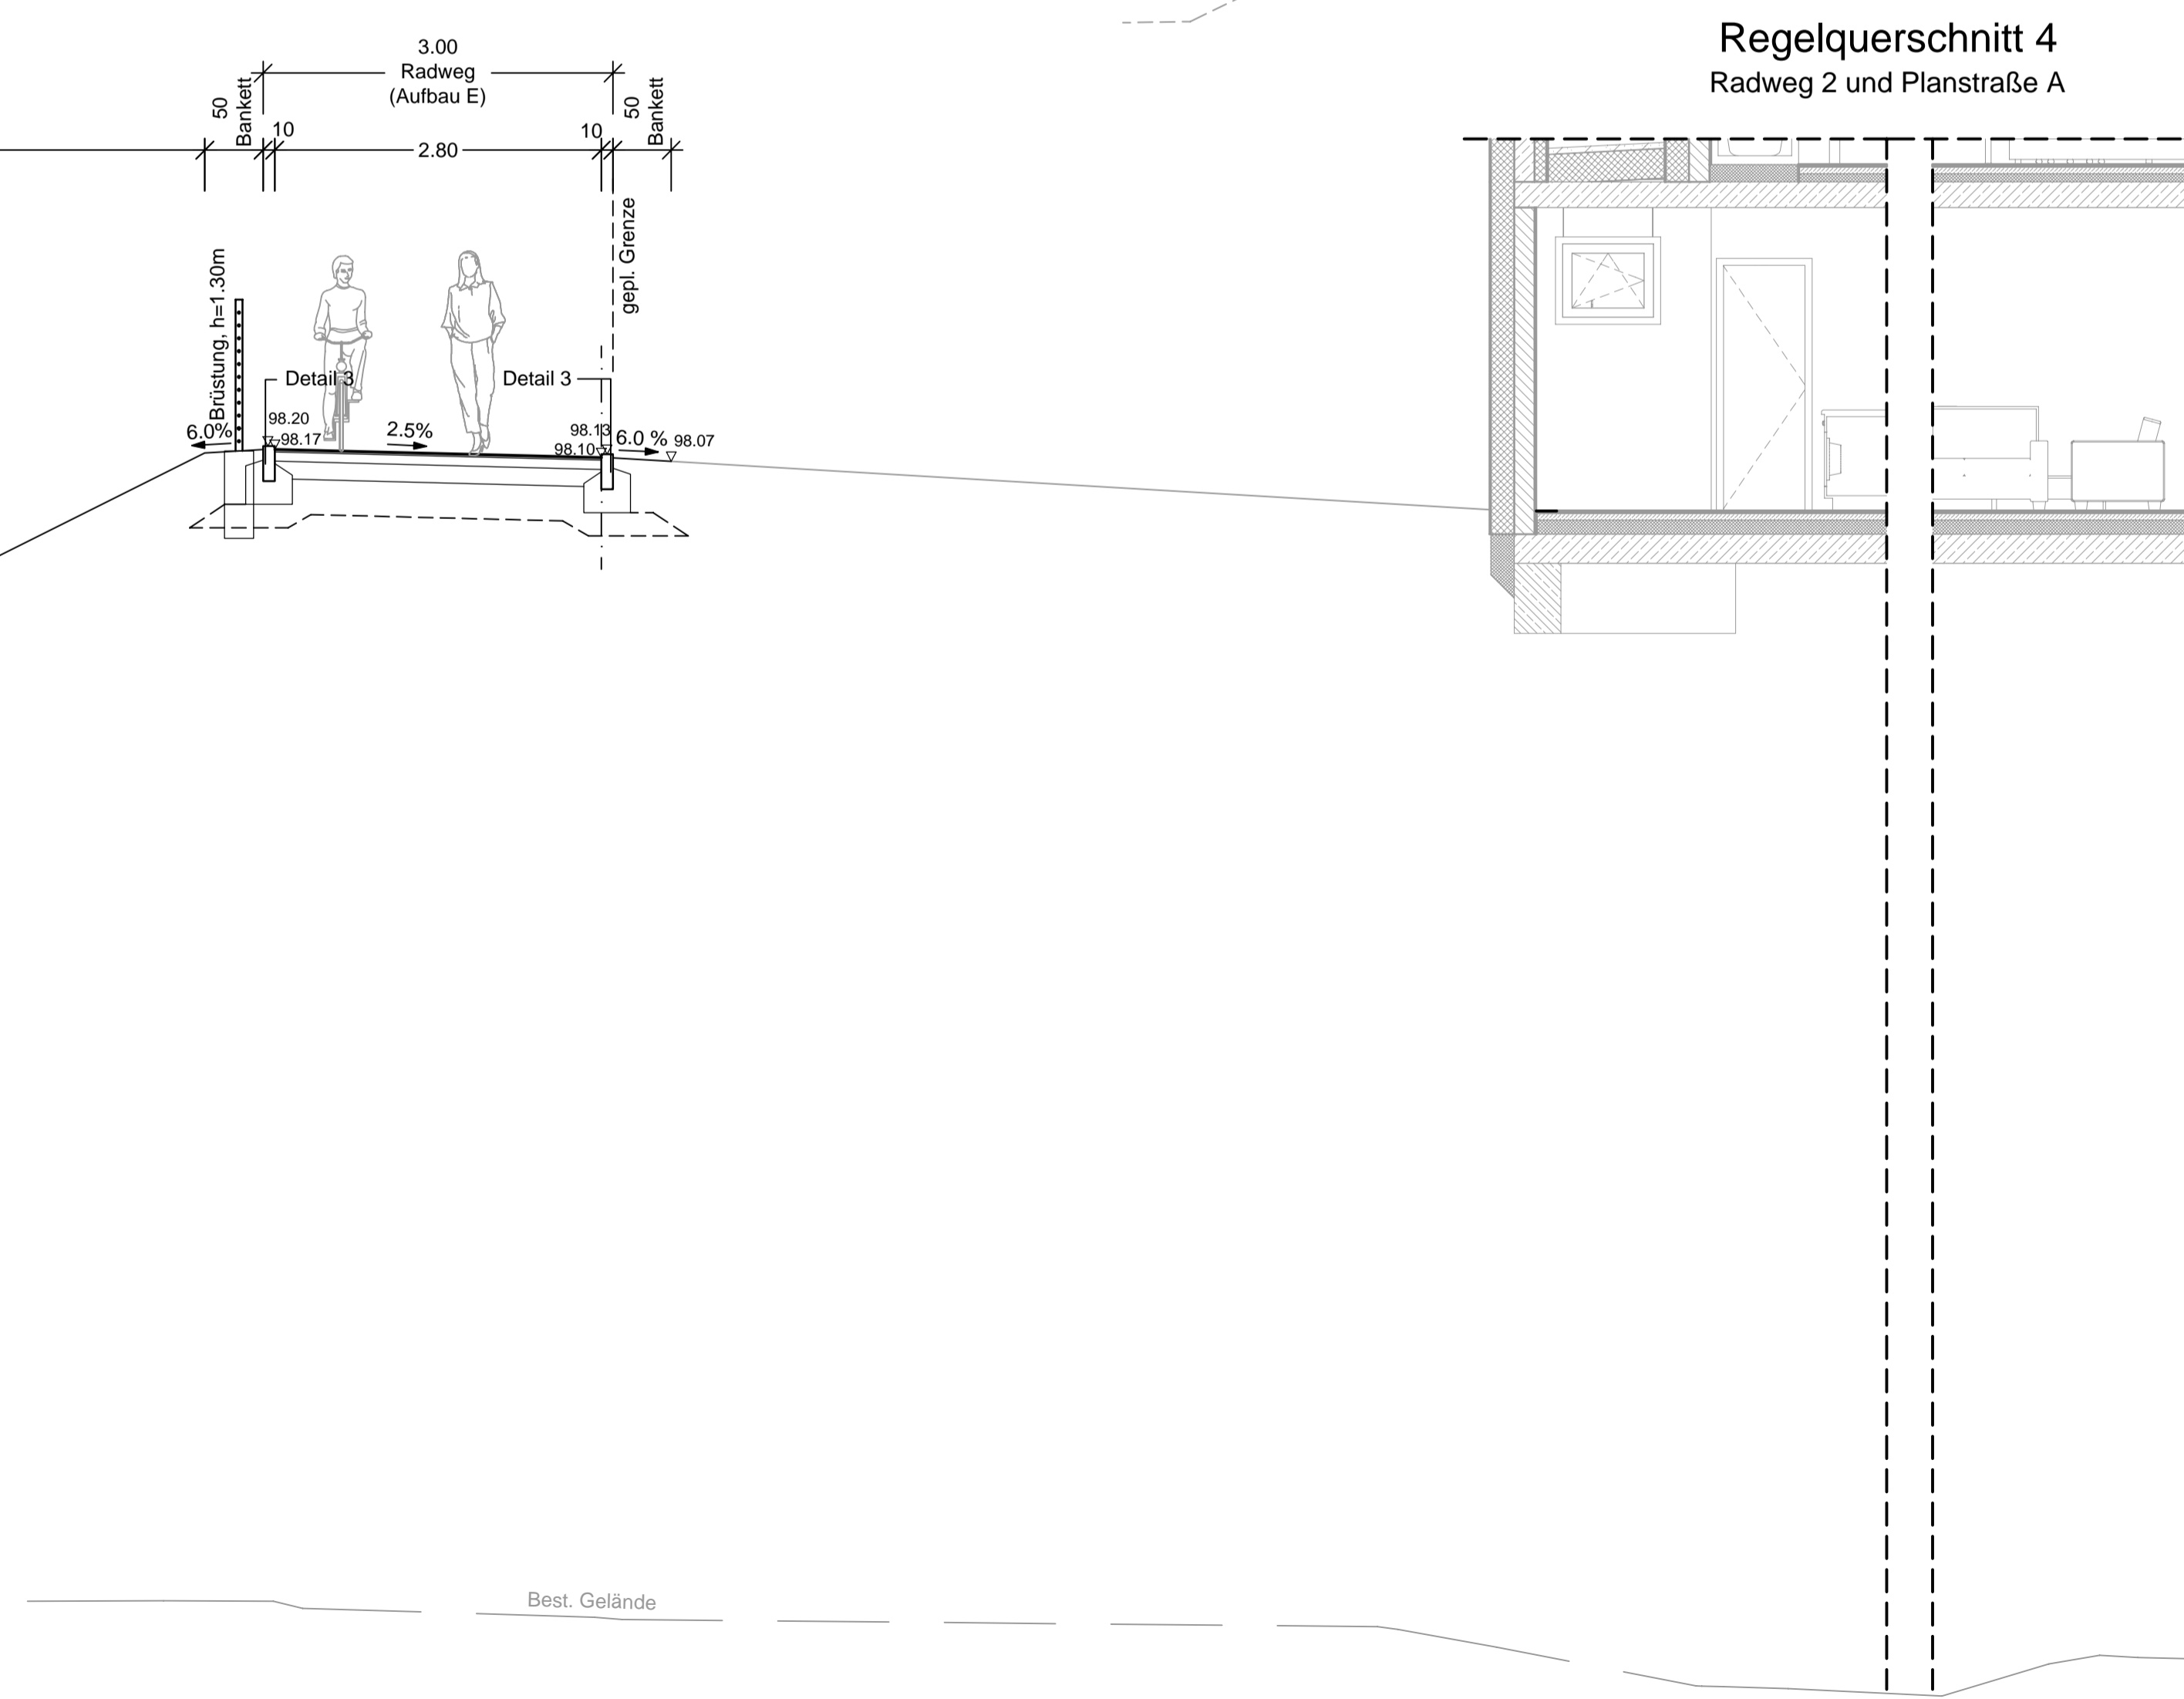 Regelquerschnitt 4
Radweg 2 und Planstraße A
3.00
Radweg
(Aufbau E)
50
Bankett
10
2.80
10
50
Bankett
gepl. Grenze
Brüstung, h=1.30m
Detail 3
Detail 3
98.20
98.17
6.0%
2.5%
98.13
98.10
6.0 %
98.07
Best. Gelände